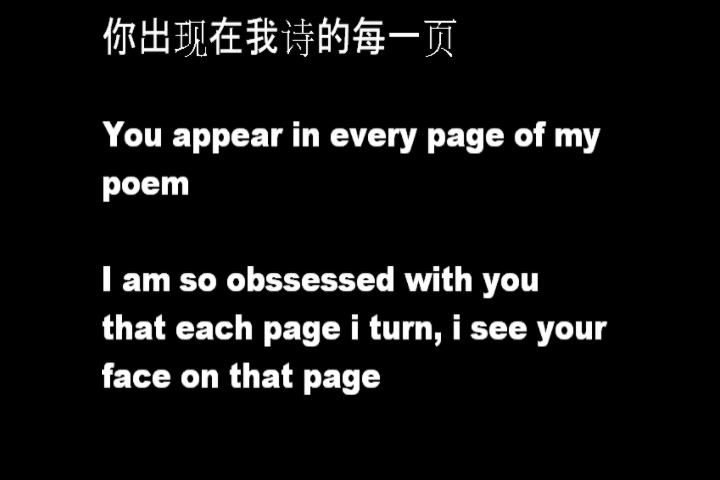 你出现在我诗的每一页
You appear in every page of my
poem
I am so obssessed with you
that each page i turn, i see your
face on that page